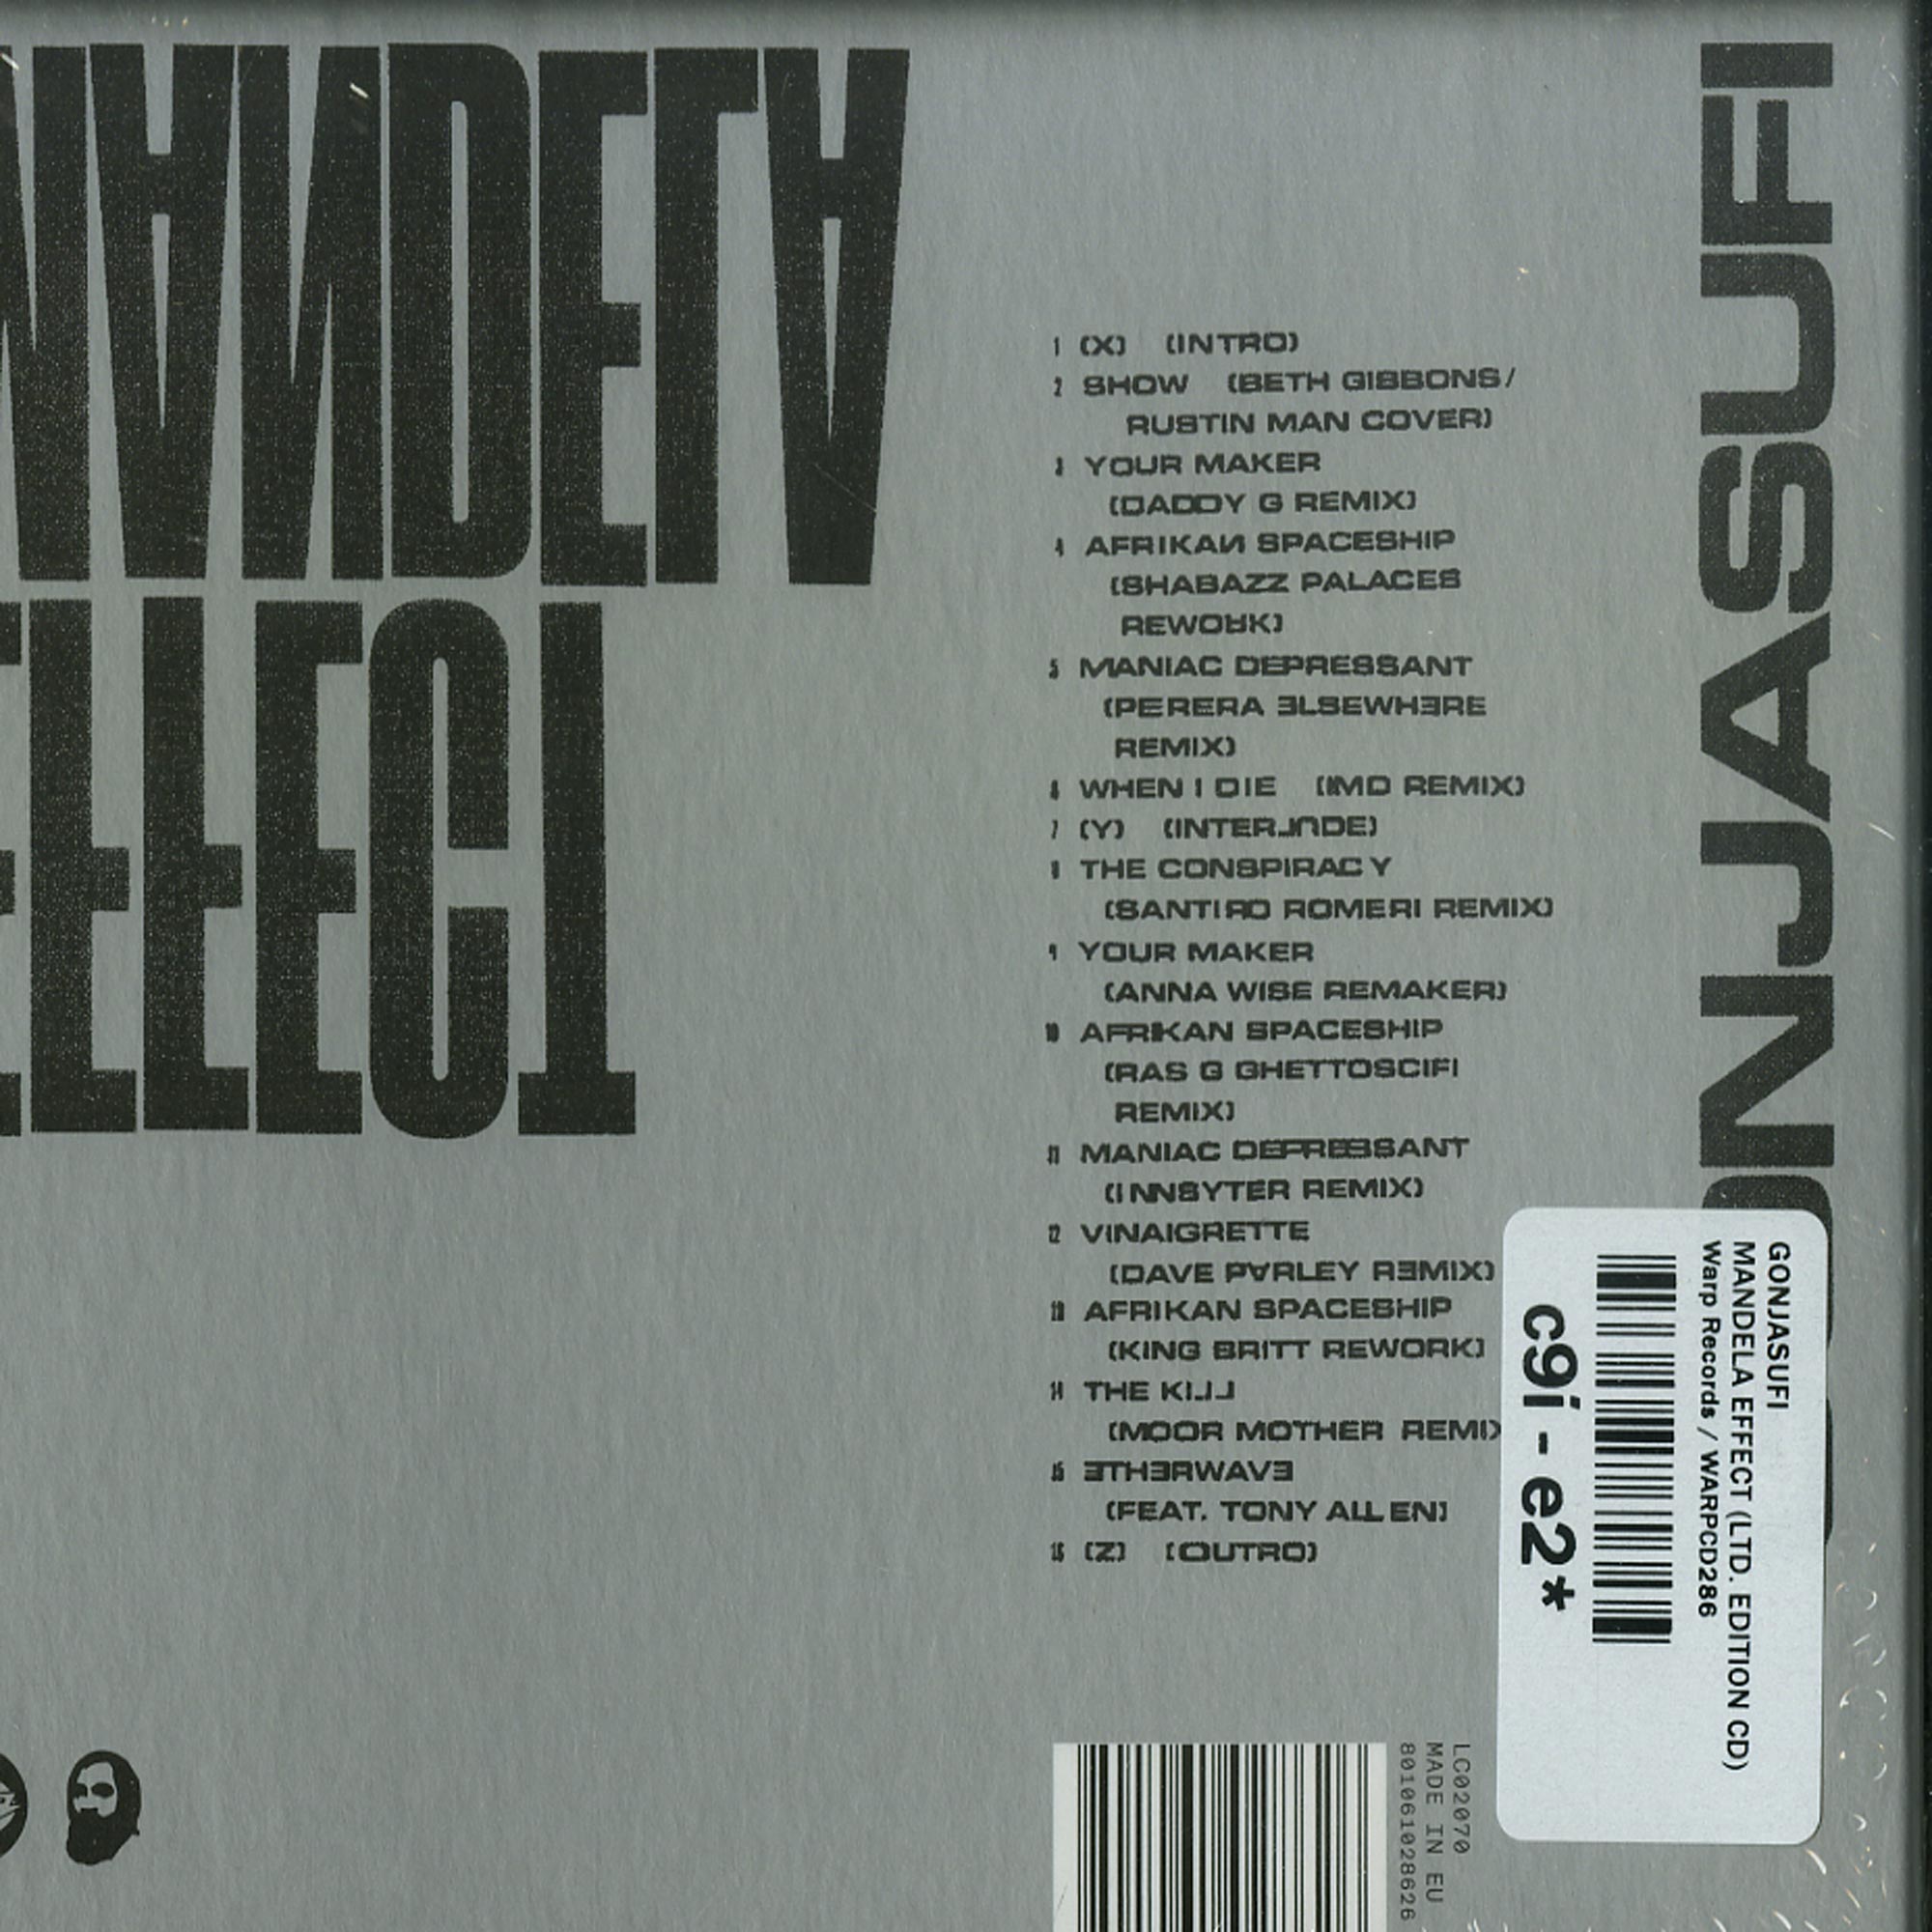 MANDELA
EFFECT
GONJASUFI
1 (X) (INTRO)
2 SHOW (BETH GIBBONS/
RUSTIN MAN COVER)
3 YOUR MAKER
(DADDY G REMIX)
4 AFRIKAN SPACESHIP
(SHABAZZ PALACES
REWORK)
5 MANIAC DEPRESSANT
(PERERA ELSEWHERE
REMIX)
6 WHEN I DIE (IMD REMIX)
7 (Y) (INTERLUDE)
8 THE CONSPIRACY
(SANTIRO ROMERI REMIX)
9 YOUR MAKER
(ANNA WISE REMAKER)
10 AFRIKAN SPACESHIP
(RAS G GHETTOSCIFI
REMIX)
11 MANIAC DEPRESSANT
(INNSYTER REMIX)
12 VINAIGRETTE
(DAVE PARLEY REMIX)
13 AFRIKAN SPACESHIP
(KING BRITT REWORK)
14 THE KILL
(MOOR MOTHER REMIX
15 ETHERWAVE
(FEAT. TONY ALLEN)
16 (Z) (OUTRO)
GONJASUFI
MANDELA EFFECT (LTD. EDITION CD)
Warp Records / WARPCD286
c9i - e2*
LC02070
MADE IN EU
801061028626